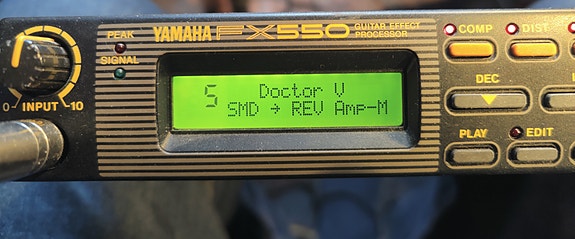 PEAK
SIGNAL
0 INPUT 10
YAMAHA FX550 GUITAR EFFECT
PROCESSOR
5 Doctor V
SMD → REV Amp-M
COMP DIST
DEC
PLAY EDIT